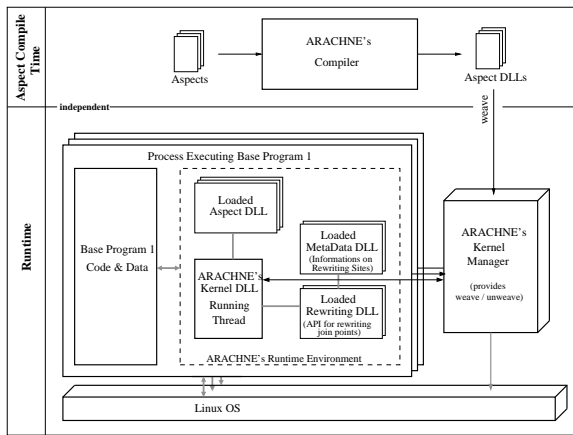 Aspect Compile
Time
Aspects
ARACHNE's
Compiler
Aspect DLLs
independent
weave
Runtime
Process Executing Base Program 1
Base Program 1
Code & Data
Loaded
Aspect DLL
Loaded
MetaData DLL
(Informations on
Rewriting Sites)
ARACHNE's
Kernel DLL
Running
Thread
Loaded
Rewriting DLL
(API for rewriting
join points)
ARACHNE's Runtime Environment
ARACHNE's
Kernel
Manager
(provides
weave / unweave)
Linux OS